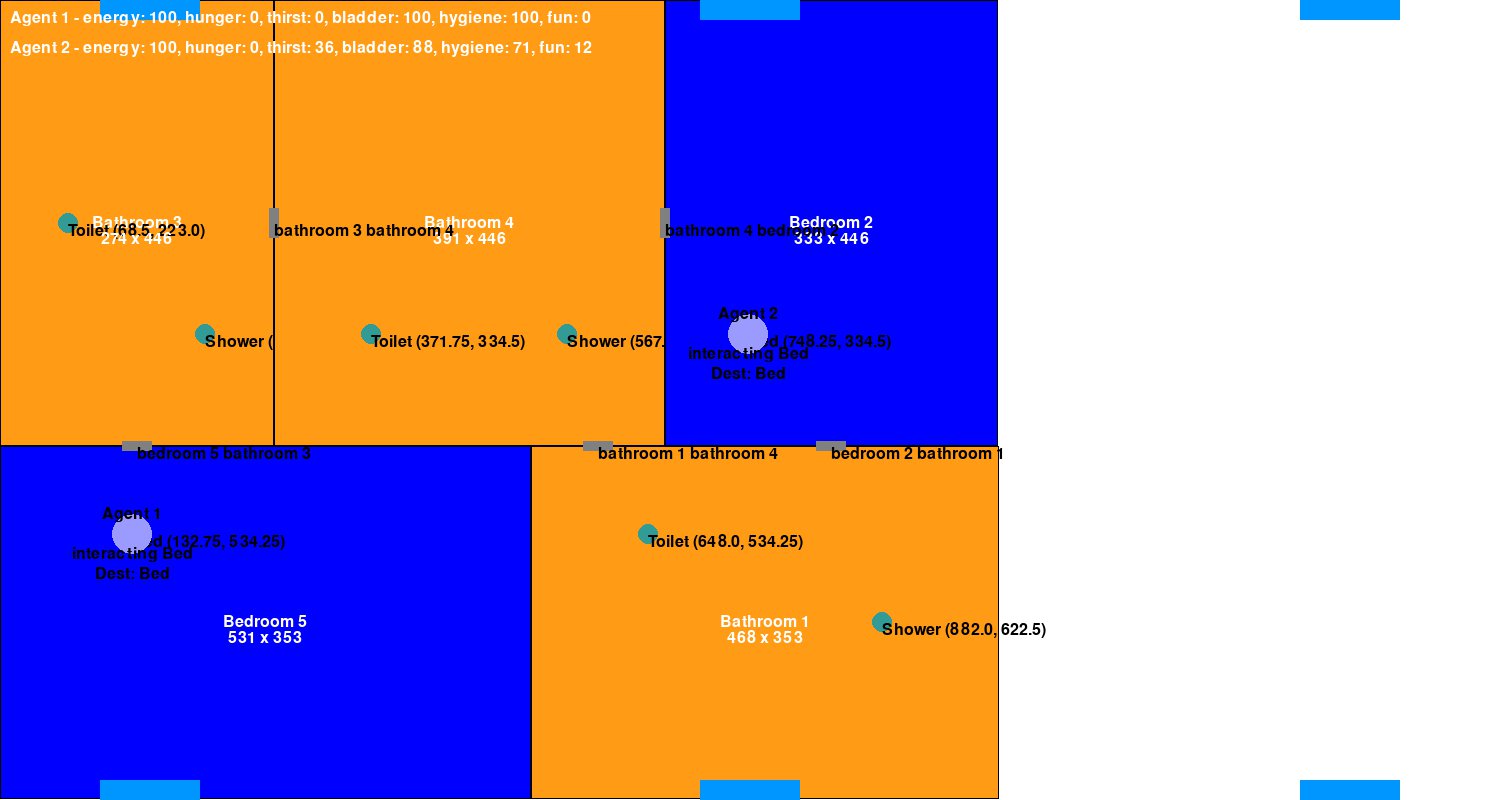 Agent 1 - energy: 100, hunger: 0, thirst: 0, bladder: 100, hygiene: 100, fun: 0
Agent 2 - energy: 100, hunger: 0, thirst: 36, bladder: 88, hygiene: 71, fun: 12
Bathroom 3
Toilet (68.5, 223.0)
274 x 446
bathroom 3 bathroom 4
Bathroom 4
391 x 446
bathroom 4 bedroom 2
Bedroom 2
333 x 446
Shower (
Toilet (371.75, 334.5)
Shower (567.
Agent 2
(748.25, 334.5)
interacting Bed
Dest: Bed
bedroom 5 bathroom 3
bathroom 1 bathroom 4
bedroom 2 bathroom 1
Agent 1
(132.75, 534.25)
interacting Bed
Dest: Bed
Toilet (648.0, 534.25)
Bedroom 5
531 x 353
Bathroom 1
468 x 353
Shower (882.0, 622.5)